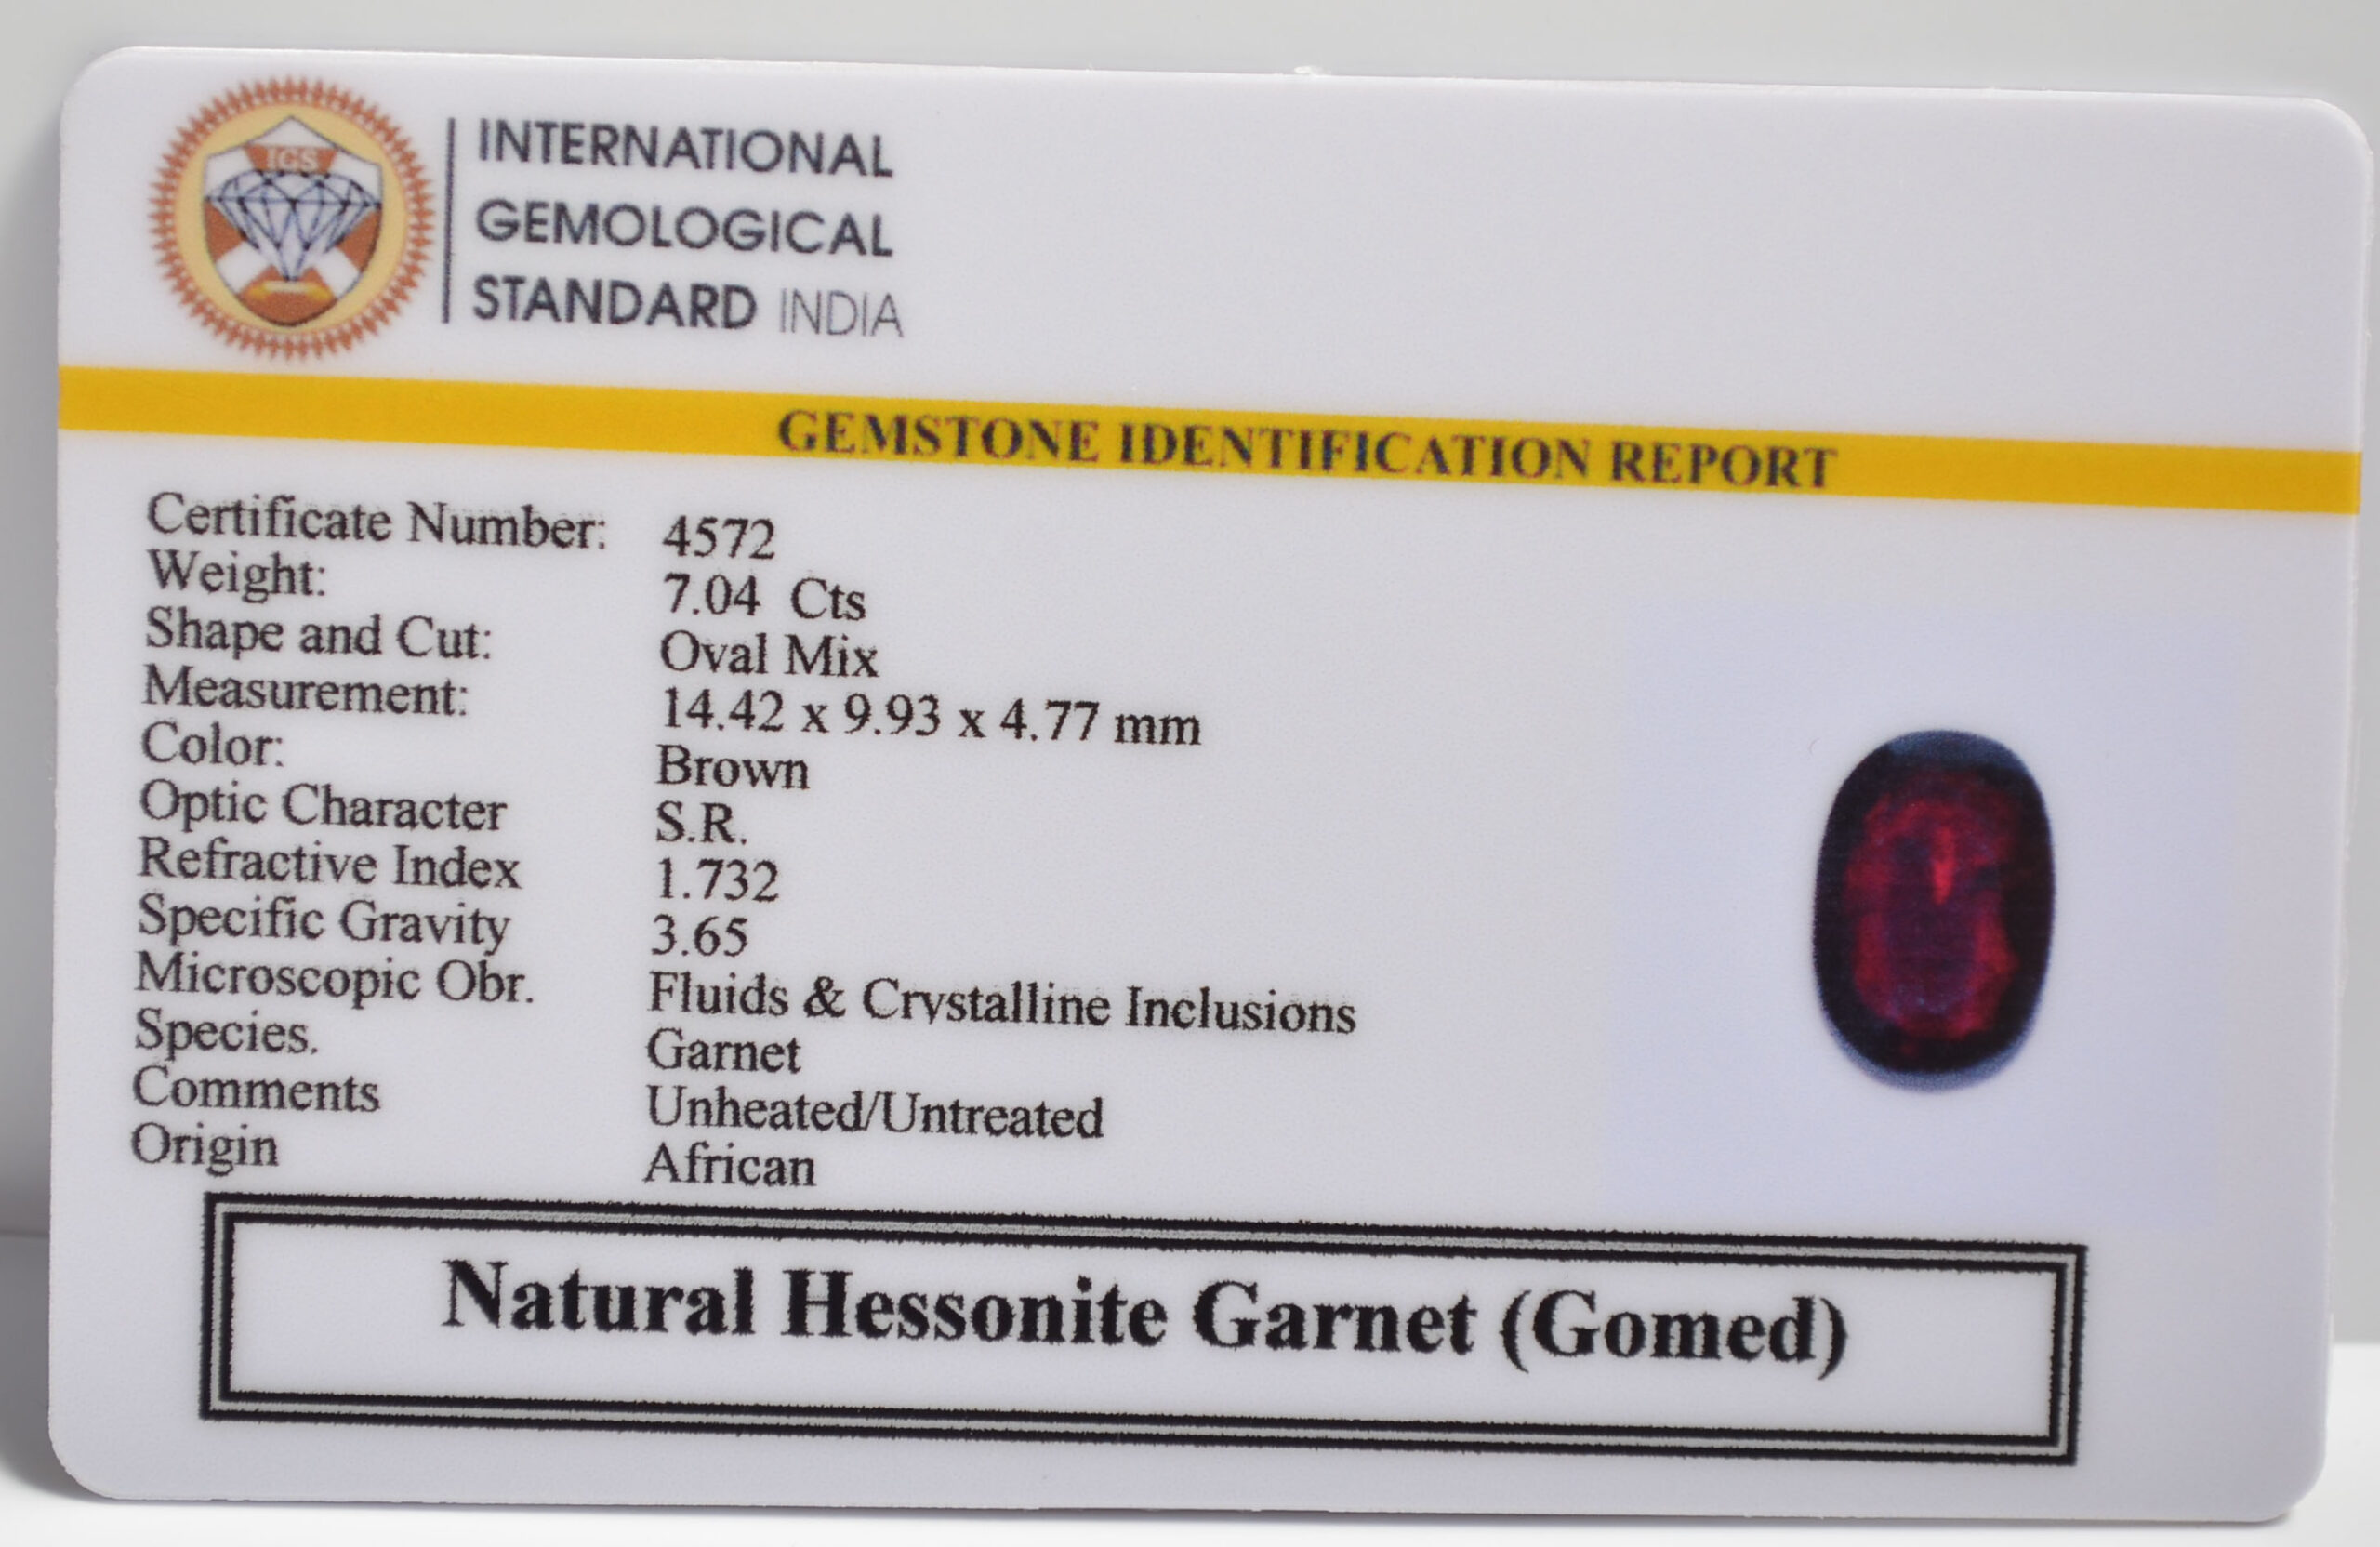 IGS
INTERNATIONAL
GEMOLOGICAL
STANDARD INDIA
GEMSTONE IDENTIFICATION REPORT
Certificate Number: 4572
Weight: 7.04 Cts
Shape and Cut: Oval Mix
Measurement: 14.42 x 9.93 x 4.77 mm
Color: Brown
Optic Character S.R.
Refractive Index 1.732
Specific Gravity 3.65
Microscopic Obr. Fluids & Crystalline Inclusions
Species. Garnet
Comments Unheated/Untreated
Origin African
Natural Hessonite Garnet (Gomed)